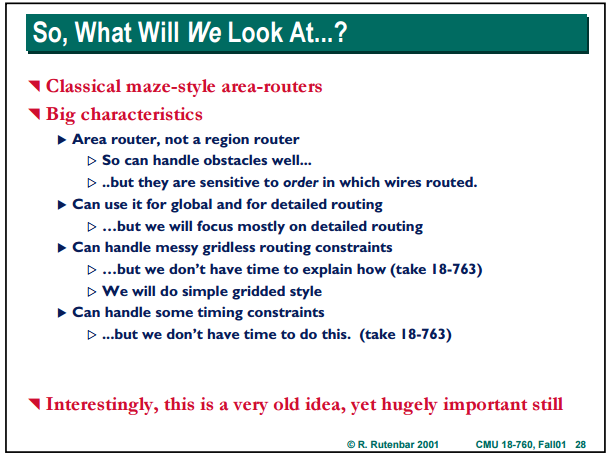 So, What Will We Look At...?
Classical maze-style area-routers
Big characteristics
Area router, not a region router
So can handle obstacles well...
..but they are sensitive to order in which wires routed.
Can use it for global and for detailed routing
…but we will focus mostly on detailed routing
Can handle messy gridless routing constraints
…but we don’t have time to explain how (take 18-763)
We will do simple gridded style
Can handle some timing constraints
...but we don’t have time to do this. (take 18-763)
Interestingly, this is a very old idea, yet hugely important still
© R. Rutenbar 2001 CMU 18-760, Fall01 28